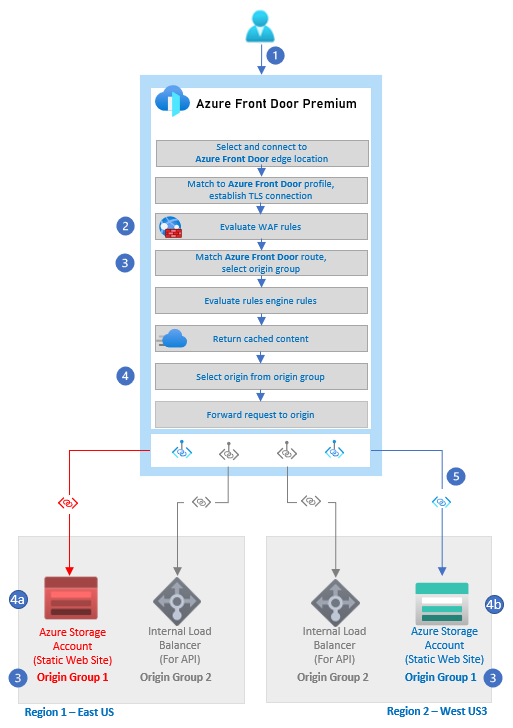 1
Azure Front Door Premium
Select and connect to
Azure Front Door edge location
Match to Azure Front Door profile,
establish TLS connection
2
Evaluate WAF rules
3
Match Azure Front Door route,
select origin group
Evaluate rules engine rules
Return cached content
4
Select origin from origin group
Forward request to origin
5
4a
Azure Storage
Account
(Static Web Site)
3
Origin Group 1
Internal Load
Balancer
(For API)
Origin Group 2
Region 1 – East US
Internal Load
Balancer
(For API)
Origin Group 2
4b
Azure Storage
Account
(Static Web Site)
Origin Group 1
3
Region 2 – West US3